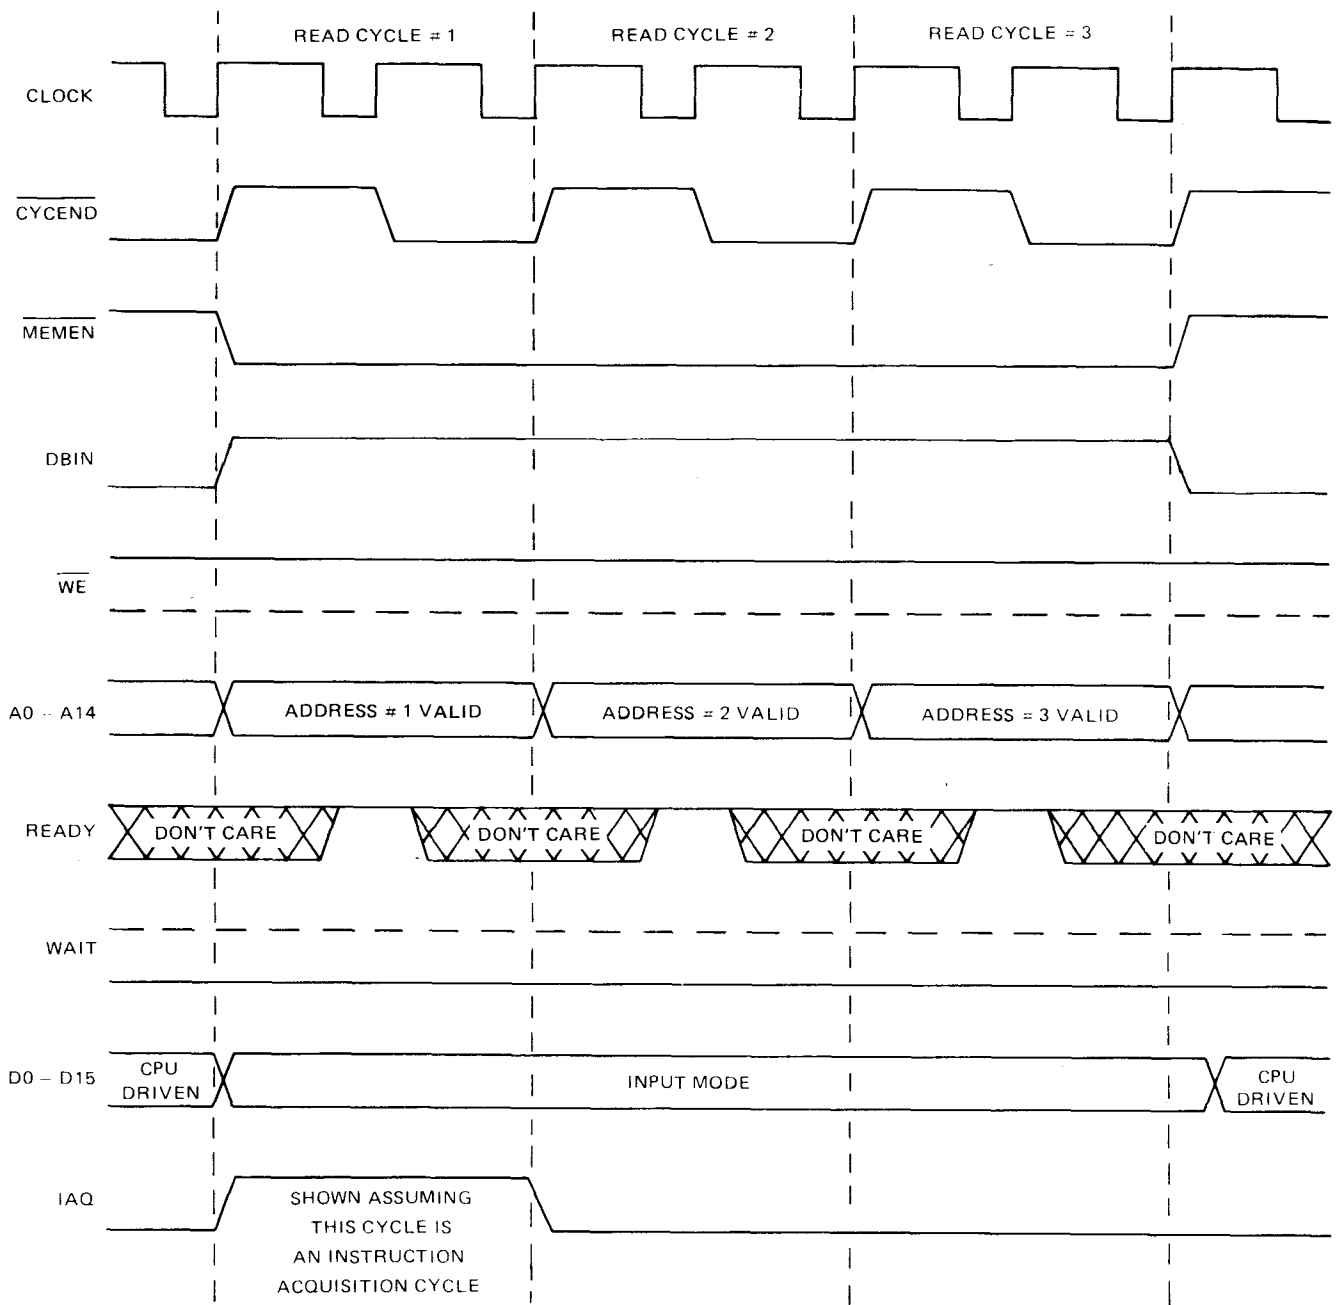 READ CYCLE # 1
READ CYCLE # 2
READ CYCLE = 3
CLOCK
CYCEND
MEMEN
DBIN
WE
A0 - A14
ADDRESS # 1 VALID
ADDRESS = 2 VALID
ADDRESS = 3 VALID
READY
DON'T CARE
DON'T CARE
DON'T CARE
DON'T CARE
WAIT
D0 – D15
CPU
DRIVEN
INPUT MODE
CPU
DRIVEN
IAQ
SHOWN ASSUMING
THIS CYCLE IS
AN INSTRUCTION
ACQUISITION CYCLE